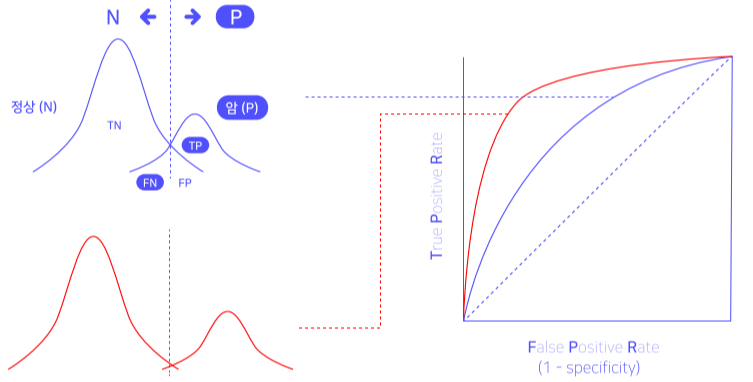 N P
정상 (N)
암 (P)
TN
TP
FN
FP
True Positive Rate
False Positive Rate
(1 - specificity)